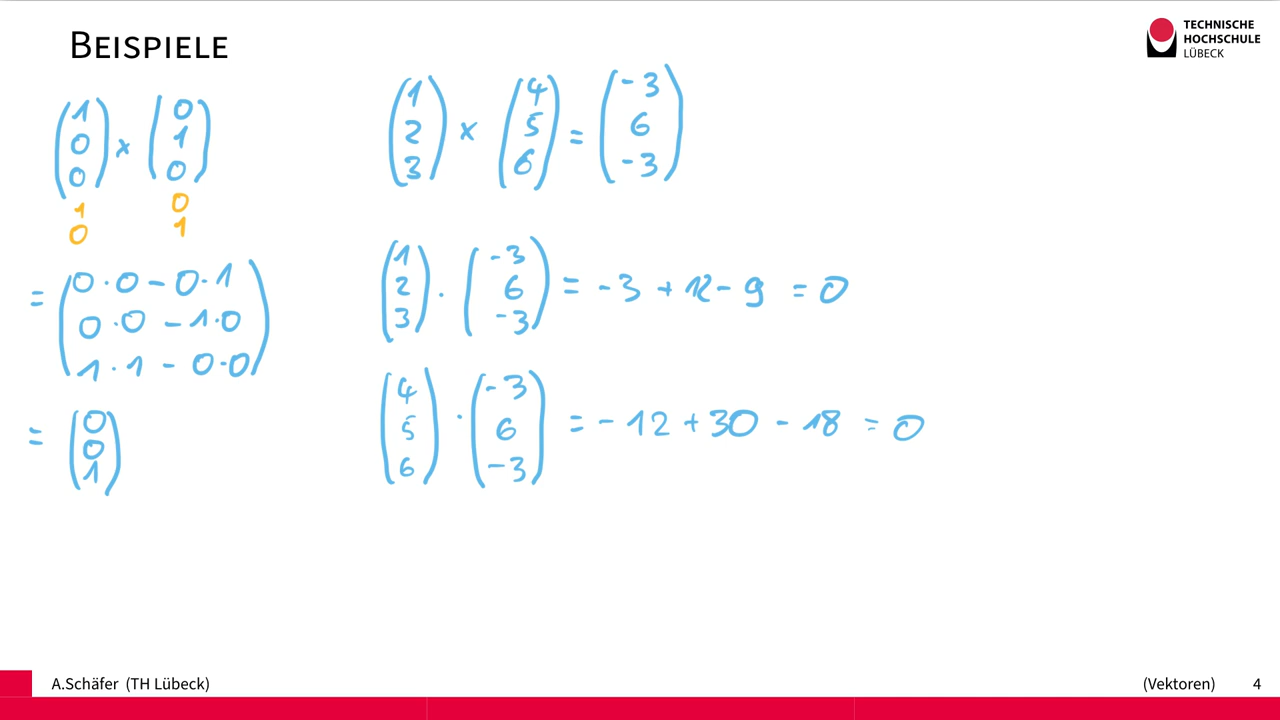 BEISPIELE
TECHNISCHE
HOCHSCHULE
LÜBECK
1 0
0 × 1
0 0
1 0
0 1
= 0·0 - 0·1
0·0 - 1·0
1·1 - 0·0
= 0
0
1
1 4 -3
2 × 5 = 6
3 6 -3
1 -3
2 · 6 = -3 + 12 - 9 = 0
3 -3
4 -3
5 · 6 = -12 + 30 - 18 = 0
6 -3
A.Schäfer (TH Lübeck)
(Vektoren) 4